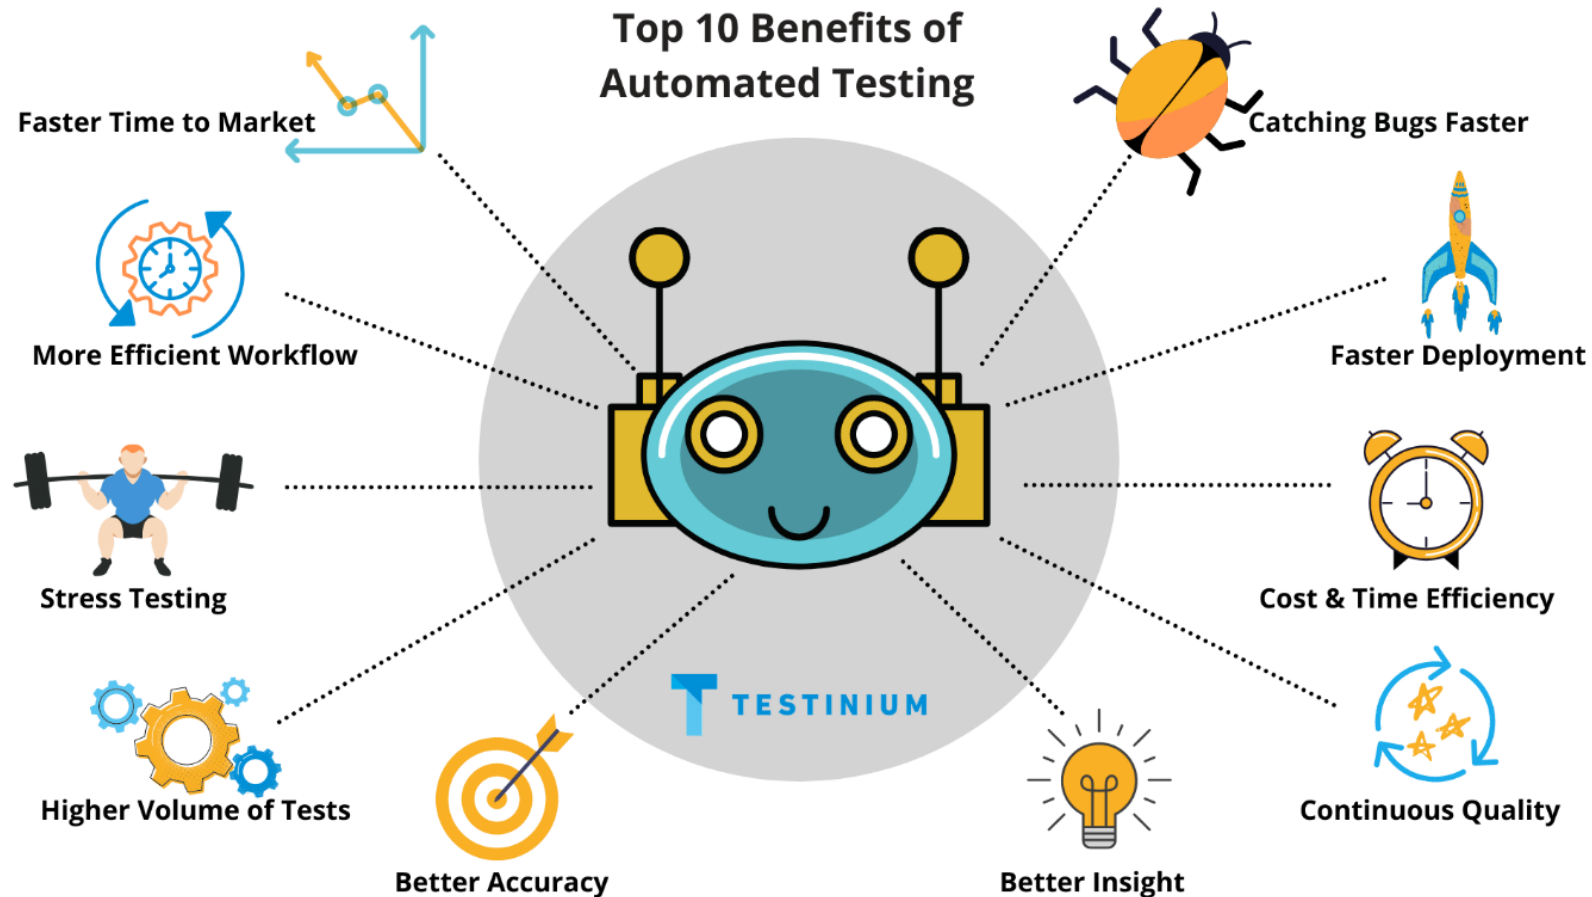 Top 10 Benefits of
Automated Testing
Faster Time to Market
Catching Bugs Faster
More Efficient Workflow
Faster Deployment
Stress Testing
Cost & Time Efficiency
TESTINIUM
Higher Volume of Tests
Continuous Quality
Better Accuracy
Better Insight